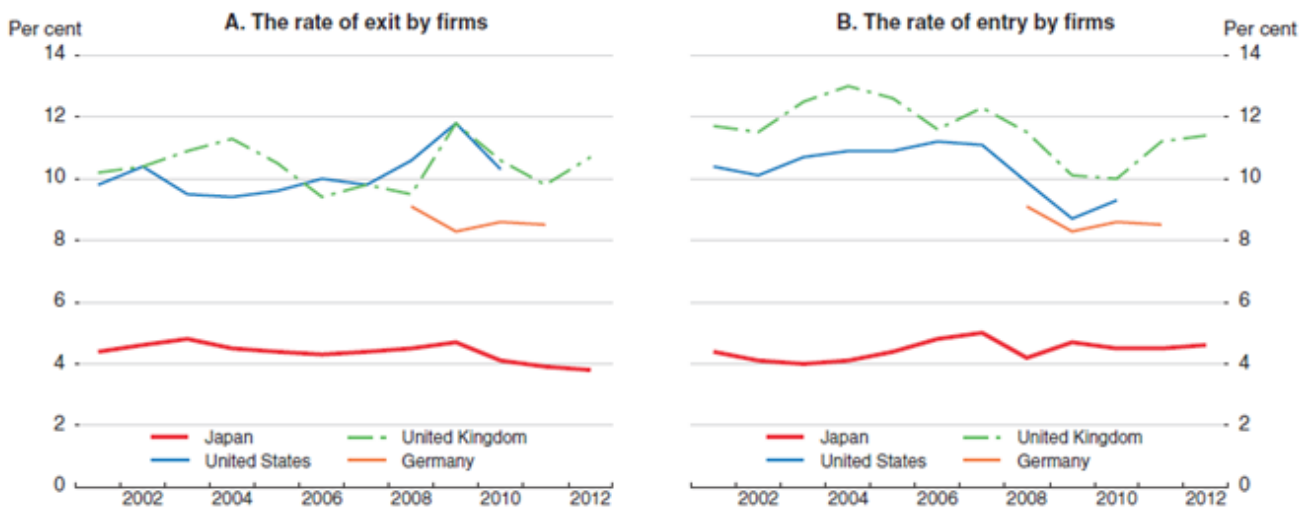 A. The rate of exit by firms
Per cent
14
12
10
8
6
4
2
0
Japan
United Kingdom
United States
Germany
2002 2004 2006 2008 2010 2012
B. The rate of entry by firms
Per cent
14
12
10
8
6
4
2
0
Japan
United Kingdom
United States
Germany
2002 2004 2006 2008 2010 2012